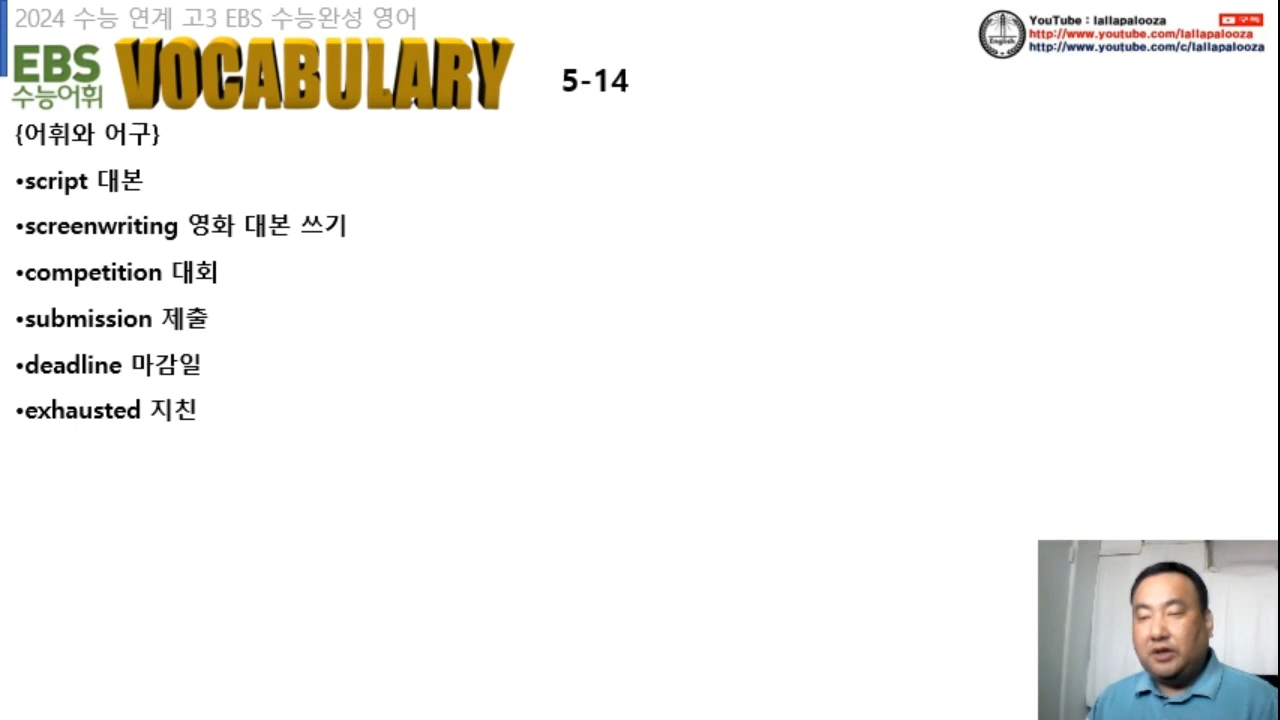 2024 수능 연계 고3 EBS 수능완성 영어
EBS
수능어휘
VOCABULARY
5-14
YouTube : lallapalooza
구독
http://www.youtube.com/lallapalooza
http://www.youtube.com/c/lallapalooza
English
{어휘와 어구}
•script 대본
•screenwriting 영화 대본 쓰기
•competition 대회
•submission 제출
•deadline 마감일
•exhausted 지친